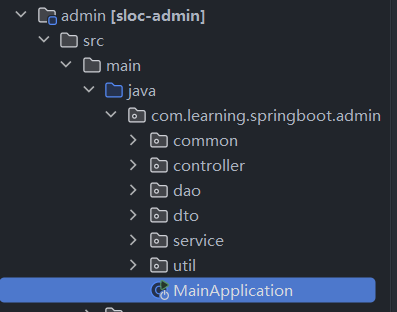 admin [sloc-admin]
src
main
java
com.learning.springboot.admin
common
controller
dao
dto
service
util
MainApplication